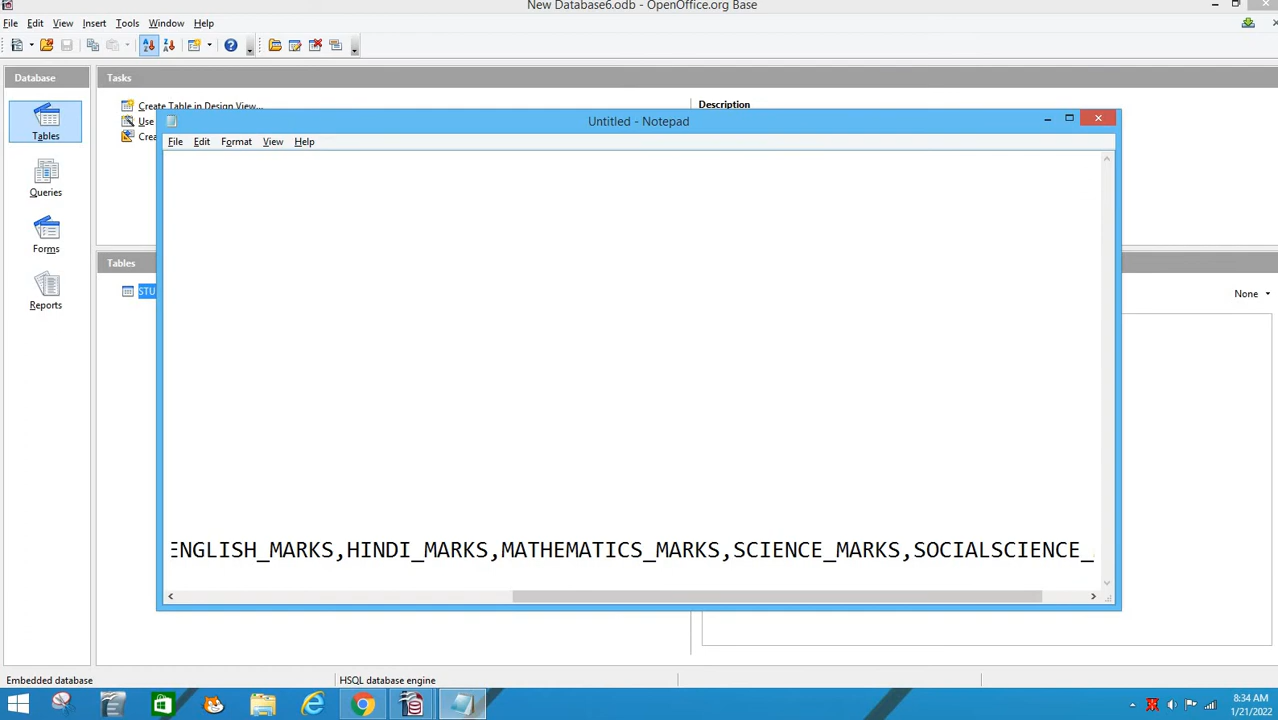 New Database6.odb - OpenOffice.org Base
File Edit View Insert Tools Window Help
Database
Tasks
Tables
Queries
Forms
Reports
Create Table in Design View...
Use
Description
Untitled - Notepad
File Edit Format View Help
Tables
STU
None
ENGLISH_MARKS,HINDI_MARKS,MATHEMATICS_MARKS,SCIENCE_MARKS,SOCIALSCIENCE_
Embedded database
HSQL database engine
8:34 AM
1/21/2022